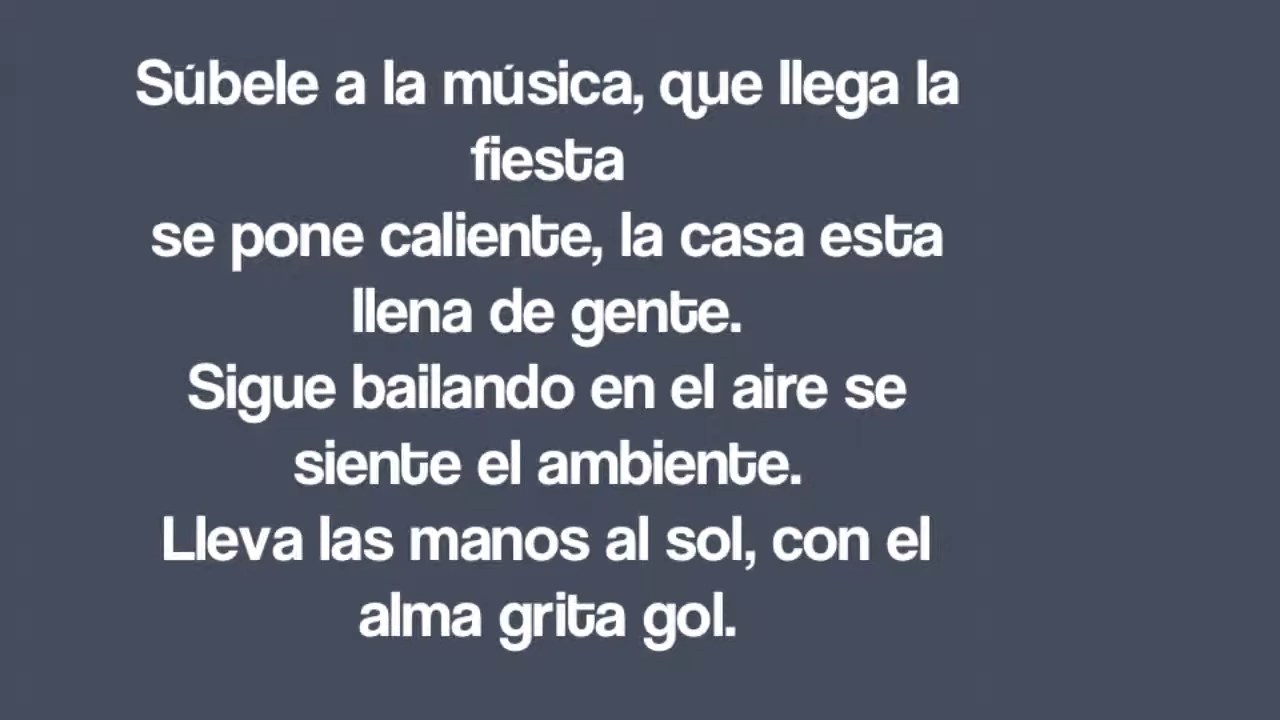 Súbele a la música, que llega la
fiesta
se pone caliente, la casa esta
llena de gente.
Sigue bailando en el aire se
siente el ambiente.
Lleva las manos al sol, con el
alma grita gol.